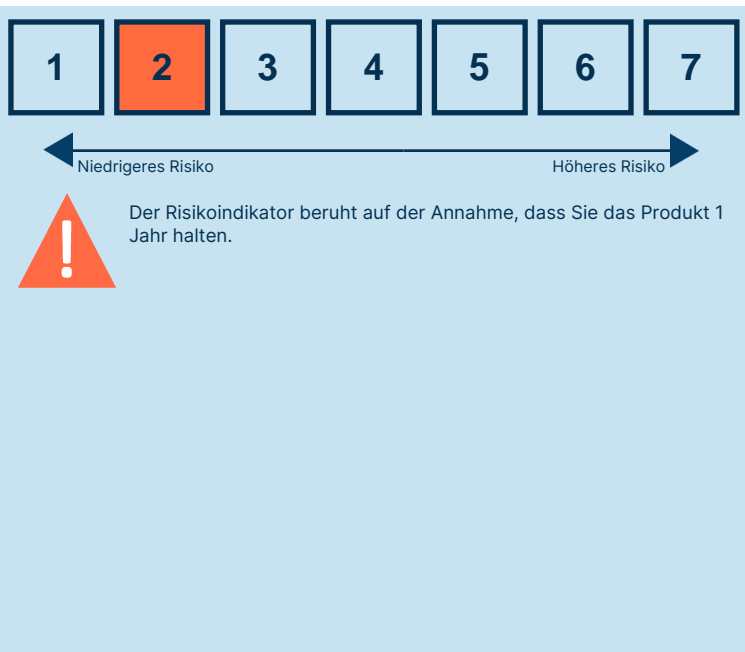 1 2 3 4 5 6 7
Niedrigeres Risiko Höheres Risiko
Der Risikoindikator beruht auf der Annahme, dass Sie das Produkt 1
Jahr halten.